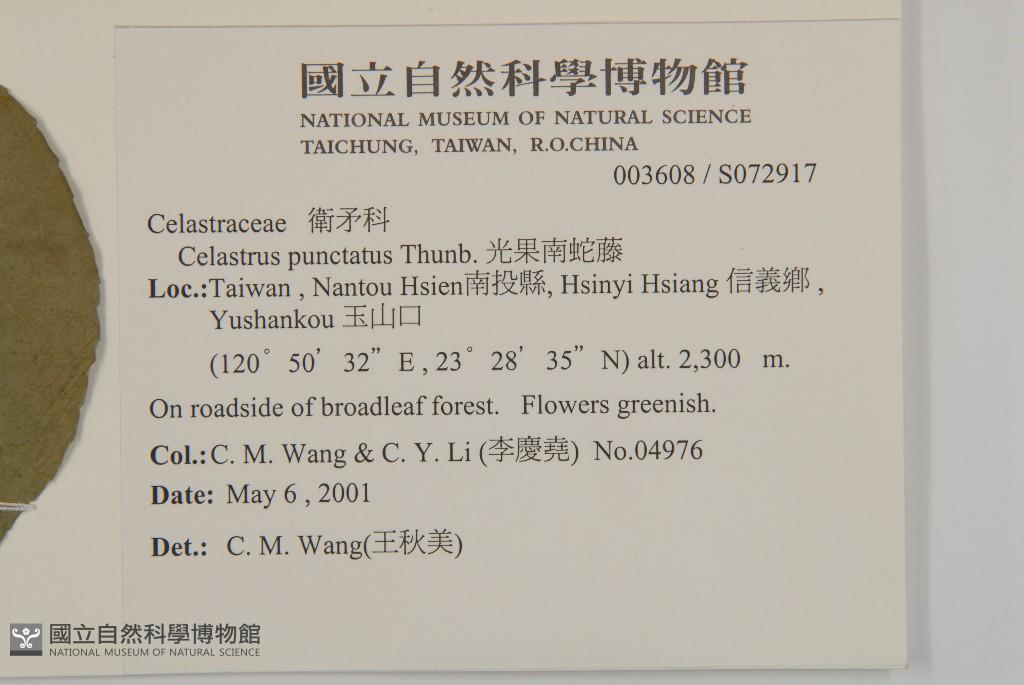 國立自然科學博物館
NATIONAL MUSEUM OF NATURAL SCIENCE
TAICHUNG, TAIWAN, R.O.CHINA
003608 / S072917
Celastraceae 衛矛科
Celastrus punctatus Thunb. 光果南蛇藤
Loc.:Taiwan , Nantou Hsien南投縣, Hsinyi Hsiang 信義鄉 ,
Yushankou 玉山口
(120° 50’ 32” E , 23° 28’ 35” N) alt. 2,300 m.
On roadside of broadleaf forest. Flowers greenish.
Col.: C. M. Wang & C. Y. Li (李慶堯) No.04976
Date: May 6 , 2001
Det.: C. M. Wang(王秋美)
國立自然科學博物館
NATIONAL MUSEUM OF NATURAL SCIENCE